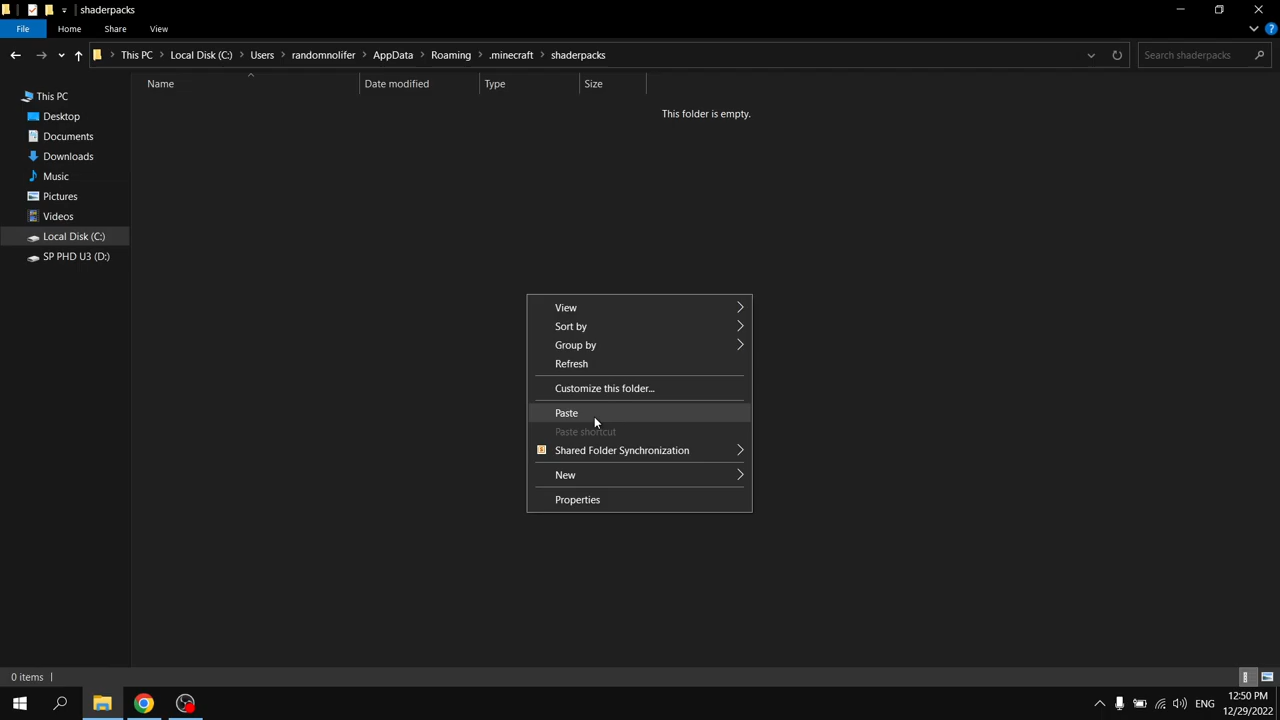 shaderpacks
File Home Share View
This PC Local Disk (C:) Users randomnolifer AppData Roaming .minecraft shaderpacks Search shaderpacks
Name Date modified Type Size
This folder is empty.
This PC
Desktop
Documents
Downloads
Music
Pictures
Videos
Local Disk (C:)
SP PHD U3 (D:)
View
Sort by
Group by
Refresh
Customize this folder...
Paste
Paste shortcut
Shared Folder Synchronization
New
Properties
0 items
ENG
12:50 PM
12/29/2022